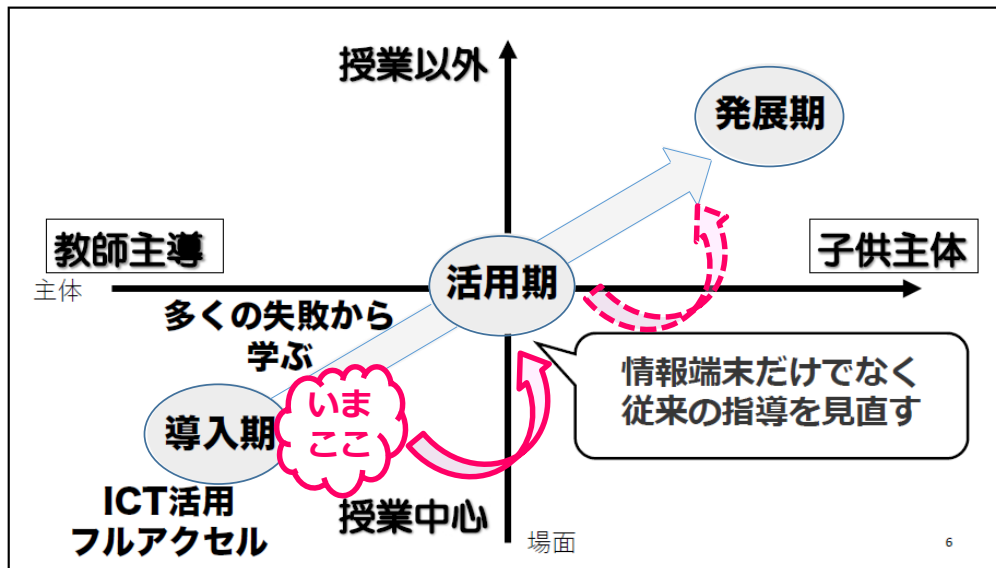 授業以外
発展期
教師主導
子供主体
主体
活用期
多くの失敗から
学ぶ
情報端末だけでなく
従来の指導を見直す
いま
ここ
導入期
ICT活用
フルアクセル
授業中心
場面
6